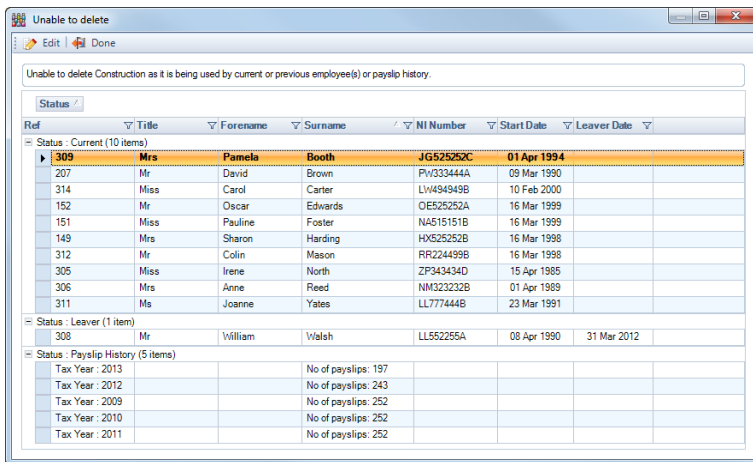 Unable to delete
Edit Done
Unable to delete Construction as it is being used by current or previous employee(s) or payslip history.
Status
Ref Title Forename Surname NI Number Start Date Leaver Date
Status : Current (10 items)
309 Mrs Pamela Booth JG525252C 01 Apr 1994
207 Mr David Brown PW333444A 09 Mar 1990
314 Miss Carol Carter LW494949B 10 Feb 2000
152 Mr Oscar Edwards OE525252A 16 Mar 1999
151 Miss Pauline Foster NA515151B 16 Mar 1999
149 Mrs Sharon Harding HX525252B 16 Mar 1998
312 Mr Colin Mason RR224499B 16 Mar 1998
305 Miss Irene North ZP343434D 15 Apr 1985
306 Mrs Anne Reed NM323232B 01 Apr 1989
311 Ms Joanne Yates LL777444B 23 Mar 1991
Status : Leaver (1 item)
308 Mr William Walsh LL552255A 08 Apr 1990 31 Mar 2012
Status : Payslip History (5 items)
Tax Year : 2013 No of payslips: 197
Tax Year : 2012 No of payslips: 243
Tax Year : 2009 No of payslips: 252
Tax Year : 2010 No of payslips: 252
Tax Year : 2011 No of payslips: 252